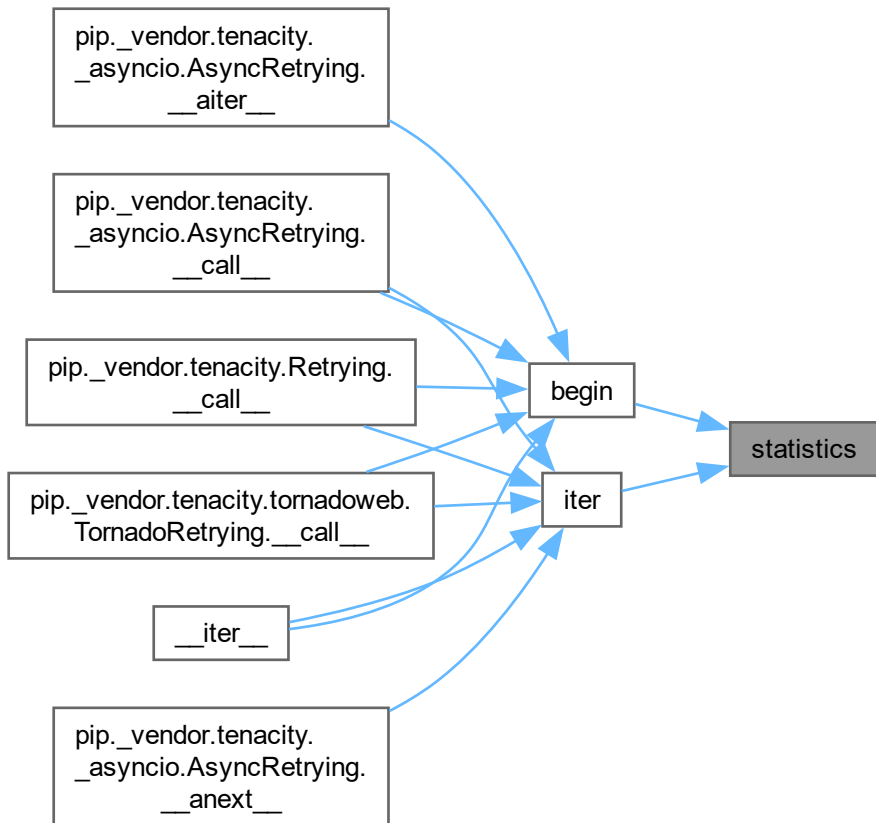 pip._vendor.tenacity.
_asyncio.AsyncRetrying.
__aiter__
pip._vendor.tenacity.
_asyncio.AsyncRetrying.
__call__
pip._vendor.tenacity.Retrying.
__call__
begin
statistics
pip._vendor.tenacity.tornadoweb.
TornadoRetrying.__call__
iter
__iter__
pip._vendor.tenacity.
_asyncio.AsyncRetrying.
__anext__